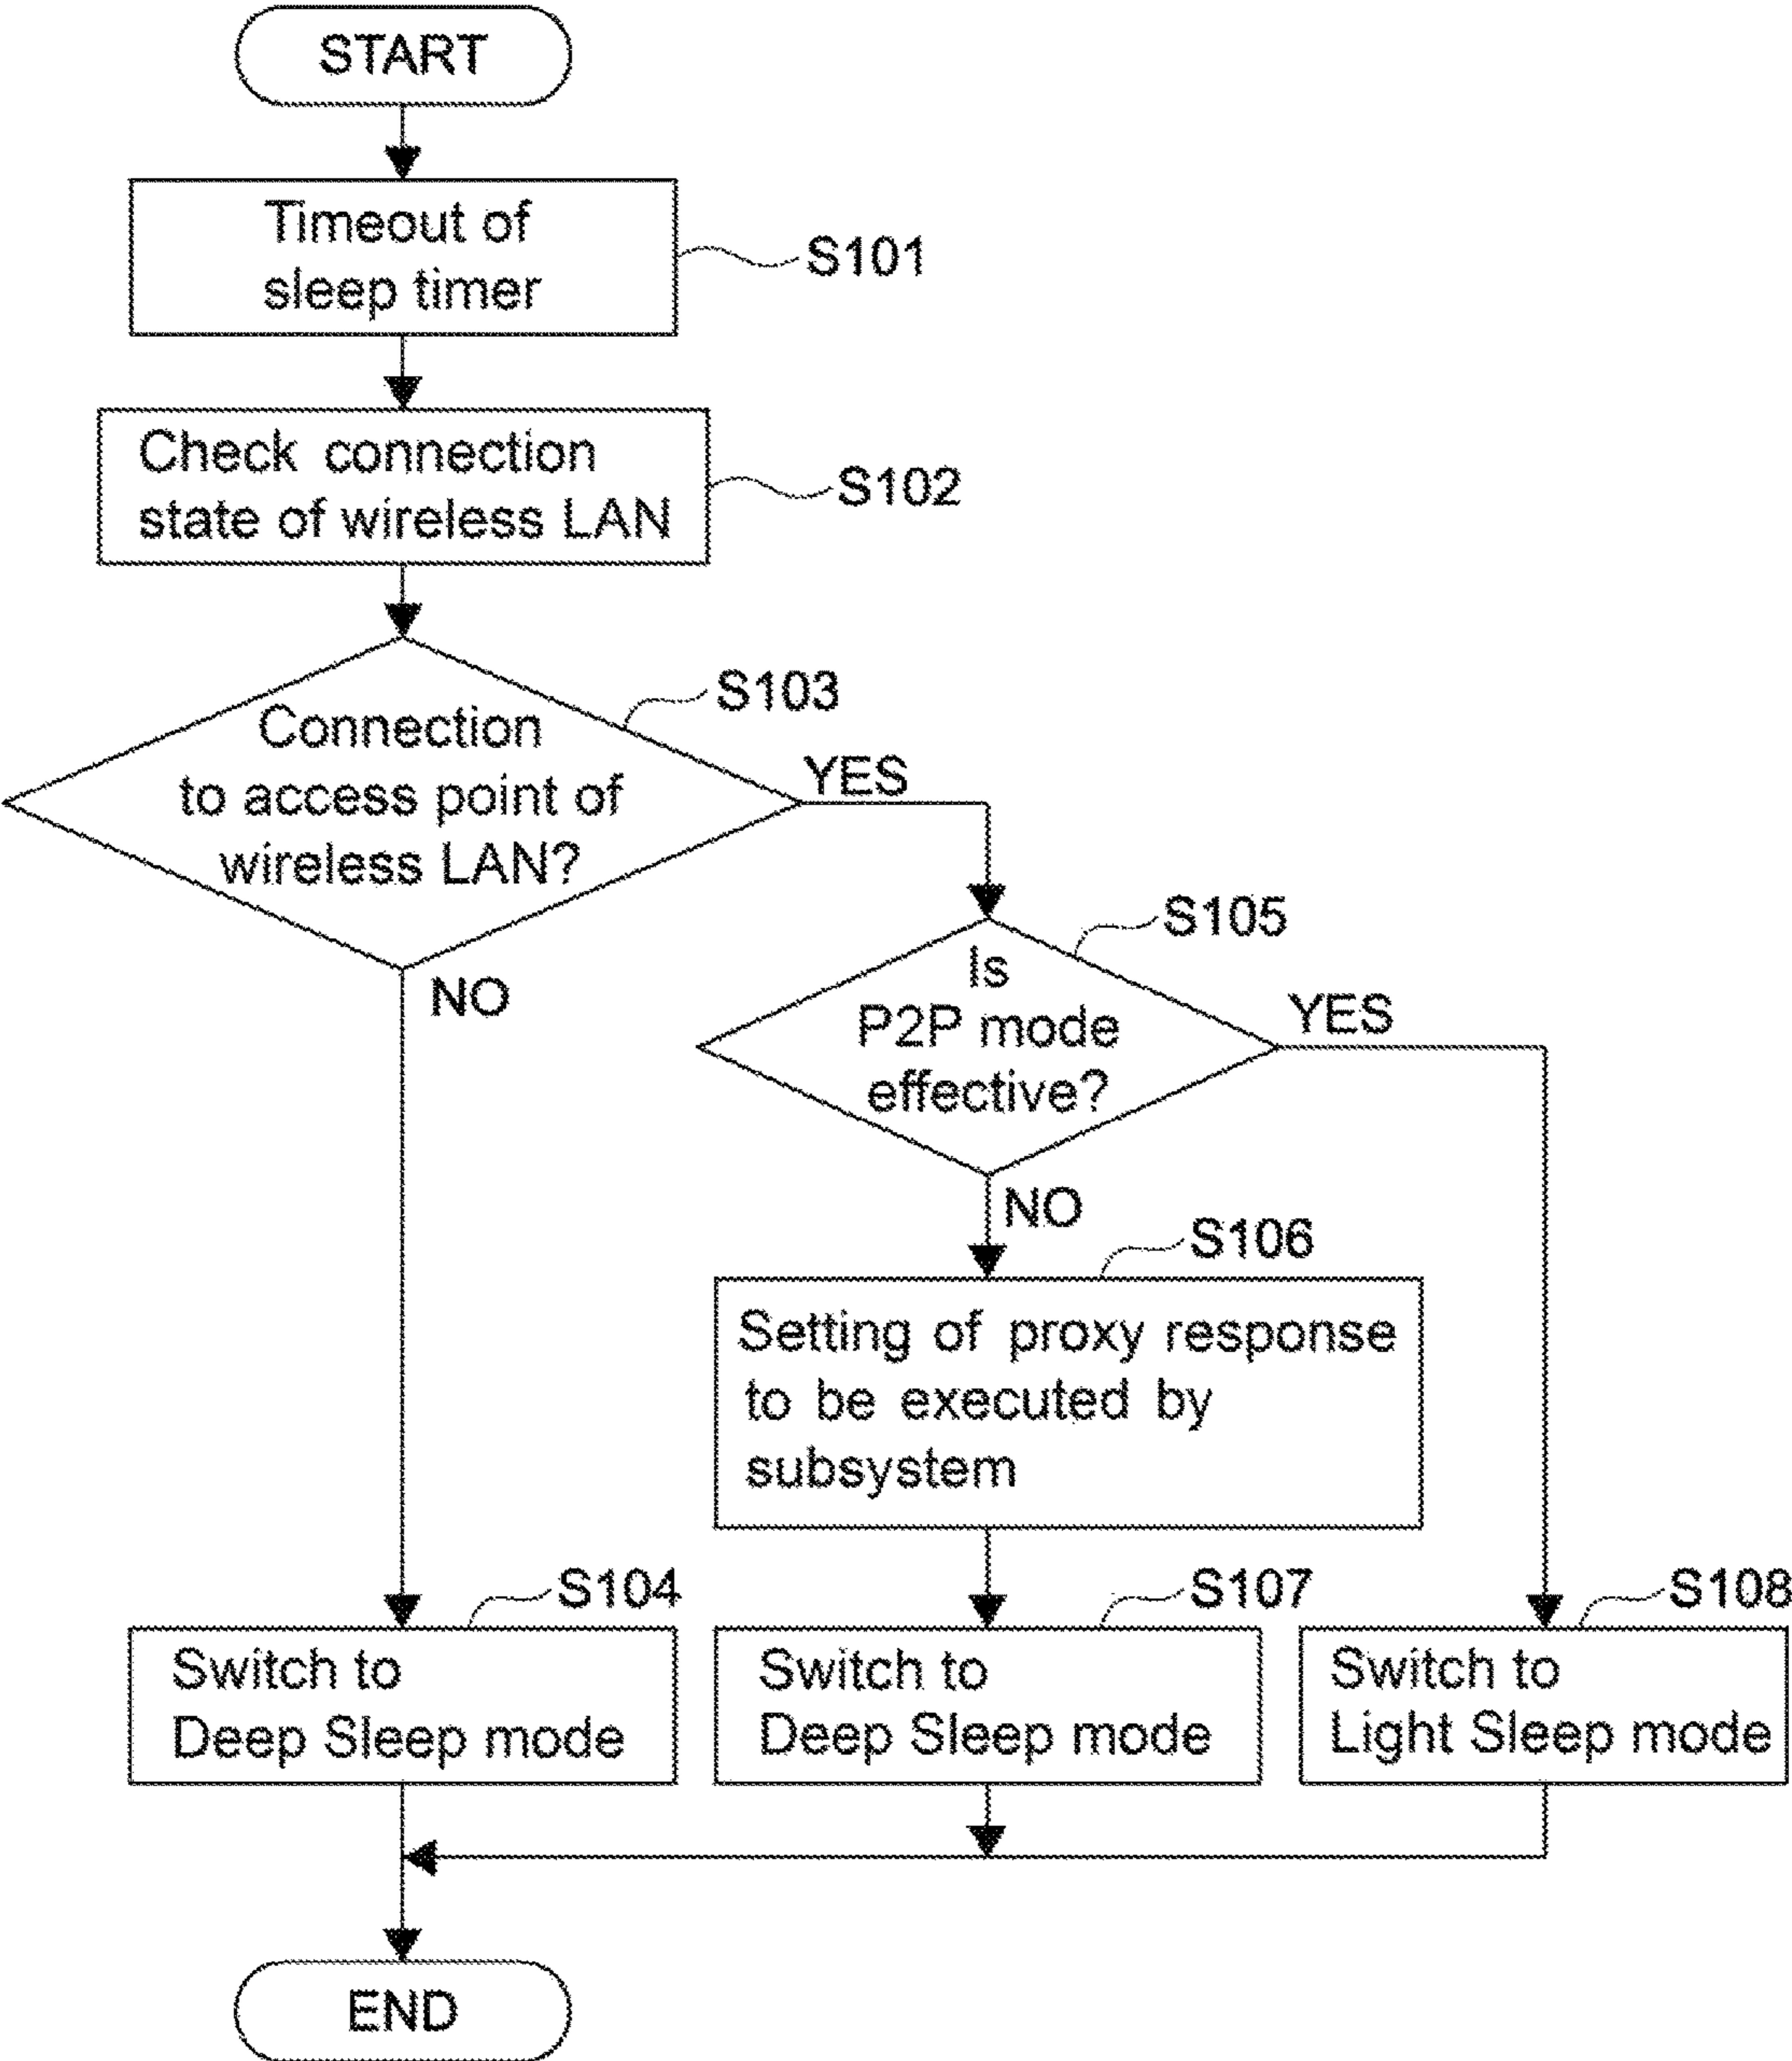 START
Timeout of
sleep timer
S101
Check connection
state of wireless LAN
S102
S103
Connection
to access point of
wireless LAN?
YES
NO
S105
Is
P2P mode
effective?
YES
NO
S106
Setting of proxy response
to be executed by
subsystem
S104
Switch to
Deep Sleep mode
S107
Switch to
Deep Sleep mode
S108
Switch to
Light Sleep mode
END